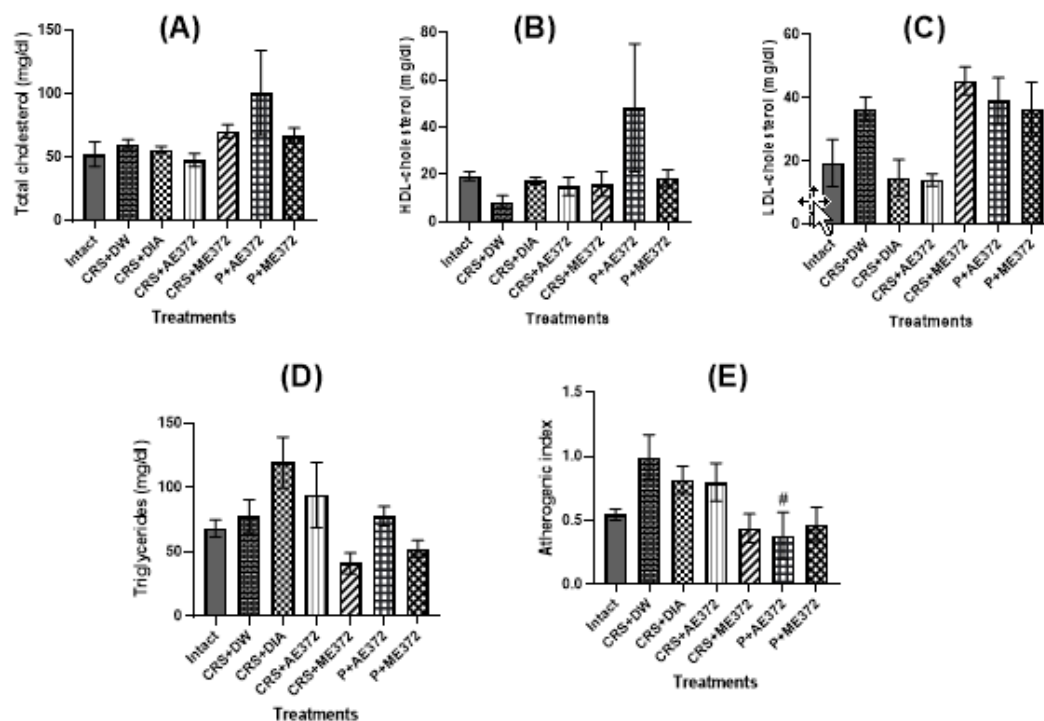 (A)
Total cholesterol (mg/dl)
150
100
50
0
Intact
CRS+DW
CRS+DIA
CRS+AE372
CRS+ME372
P+AE372
P+ME372
Treatments
(B)
HDL-cholesterol (mg/dl)
80
60
40
20
0
Intact
CRS+DW
CRS+DIA
CRS+AE372
CRS+ME372
P+AE372
P+ME372
Treatments
(C)
LDL-cholesterol (mg/dl)
60
40
20
0
Intact
CRS+DW
CRS+DIA
CRS+AE372
CRS+ME372
P+AE372
P+ME372
Treatments
(D)
Triglycerides (mg/dl)
150
100
50
0
Intact
CRS+DW
CRS+DIA
CRS+AE372
CRS+ME372
P+AE372
P+ME372
Treatments
(E)
Atherogenic index
1.5
1.0
0.5
0.0
#
Intact
CRS+DW
CRS+DIA
CRS+AE372
CRS+ME372
P+AE372
P+ME372
Treatments